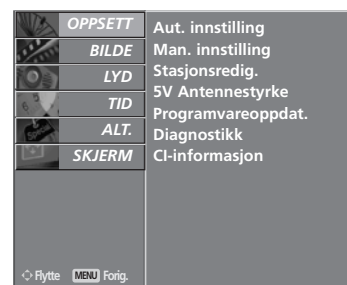 OPPSETT
BILDE
LYD
TID
ALT.
SKJERM
Aut. innstilling
Man. innstilling
Stasjonsredig.
5V Antennestyrke
Programvareoppdat.
Diagnostikk
CI-informasjon
Flytte MENU Forig.